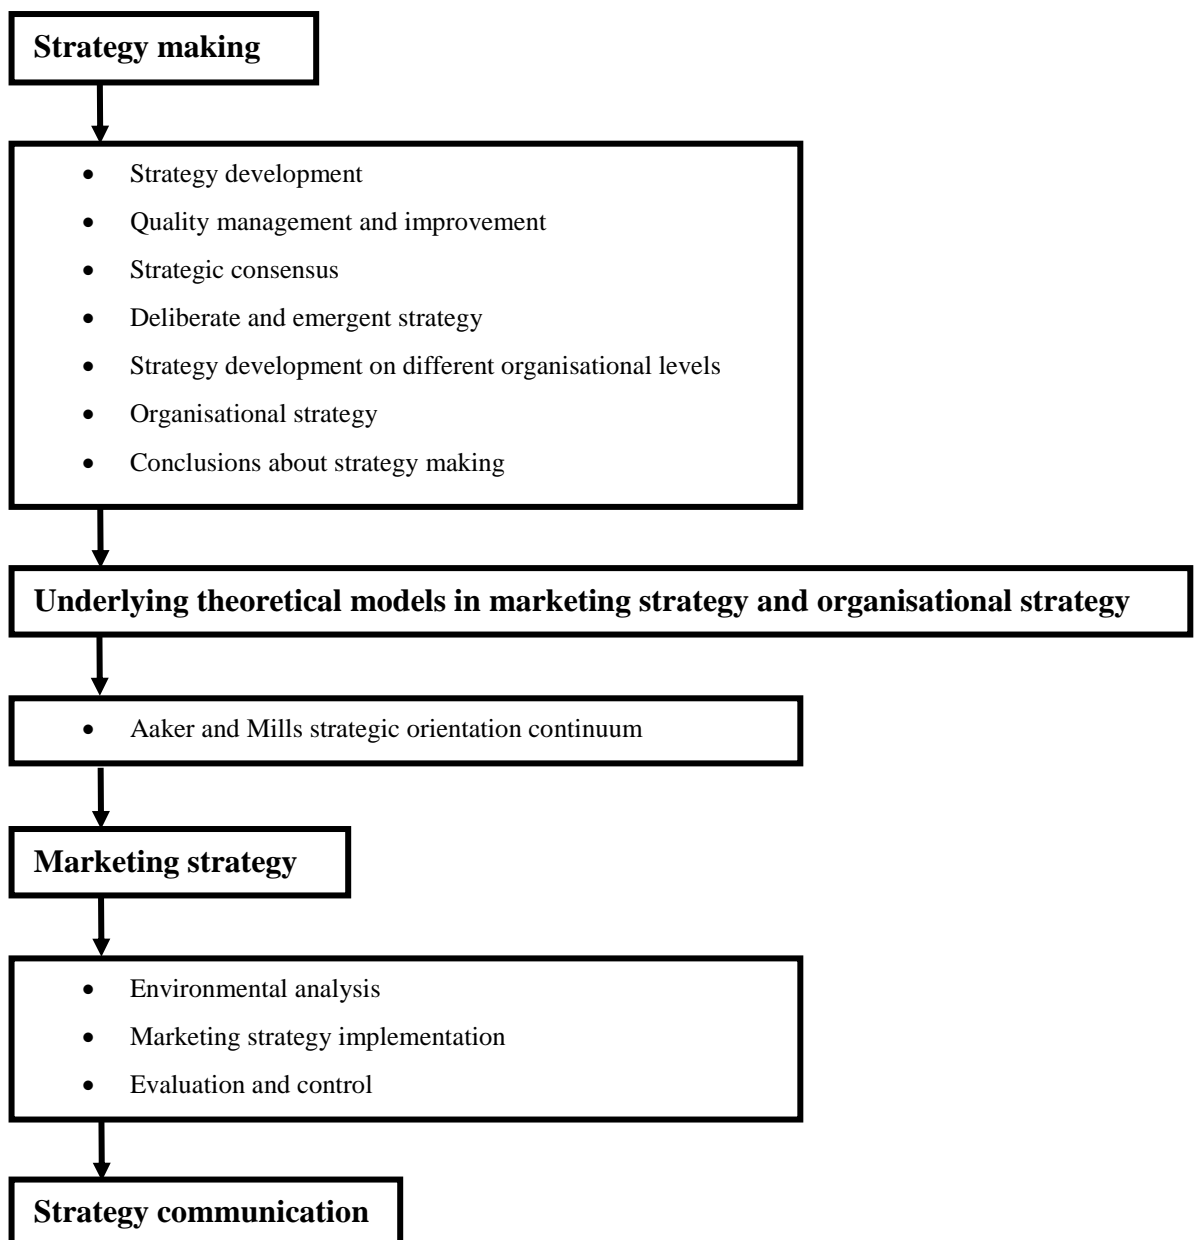 Strategy making
• Strategy development
• Quality management and improvement
• Strategic consensus
• Deliberate and emergent strategy
• Strategy development on different organisational levels
• Organisational strategy
• Conclusions about strategy making
Underlying theoretical models in marketing strategy and organisational strategy
• Aaker and Mills strategic orientation continuum
Marketing strategy
• Environmental analysis
• Marketing strategy implementation
• Evaluation and control
Strategy communication